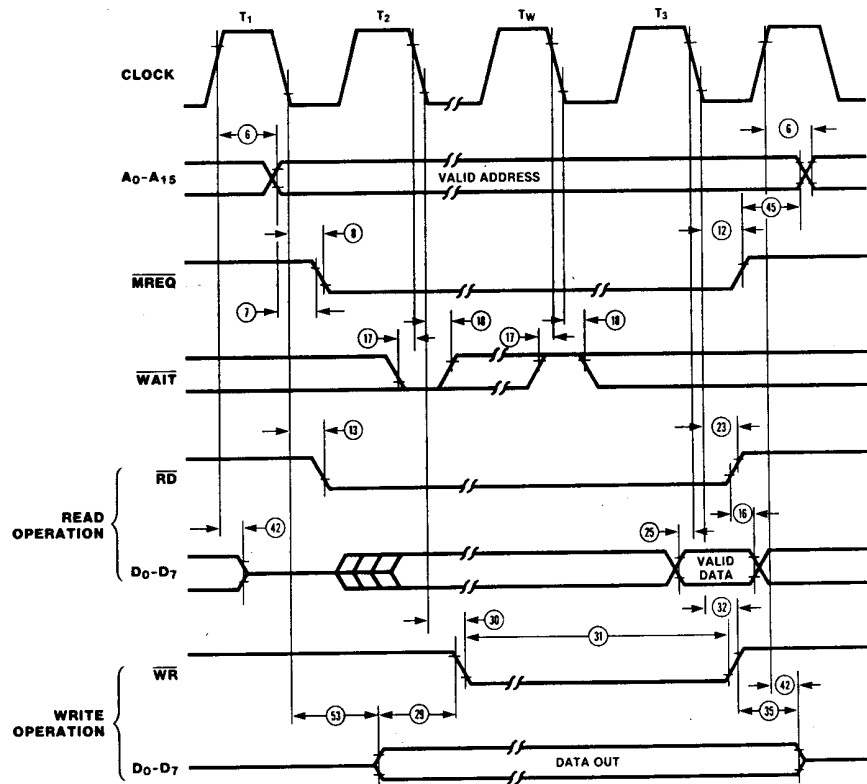 T1 T2 TW T3
CLOCK
6 6
A0-A15 VALID ADDRESS
45
8 12
MREQ
7
17 18 17 18
WAIT
13 23
RD
READ OPERATION
42 25 16
D0-D7 VALID DATA
30 31 32
WR
WRITE OPERATION
53 29 42
35
D0-D7 DATA OUT